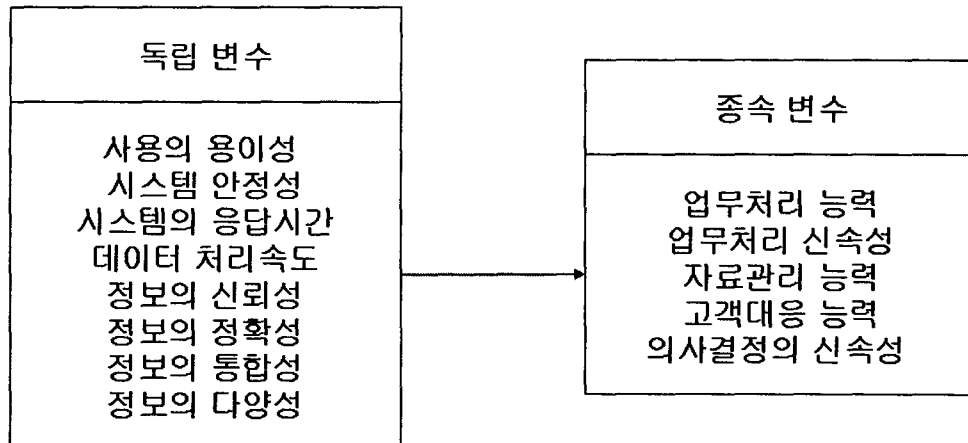 독립 변수
사용의 용이성
시스템 안정성
시스템의 응답시간
데이터 처리속도
정보의 신뢰성
정보의 정확성
정보의 통합성
정보의 다양성
종속 변수
업무처리 능력
업무처리 신속성
자료관리 능력
고객대응 능력
의사결정의 신속성